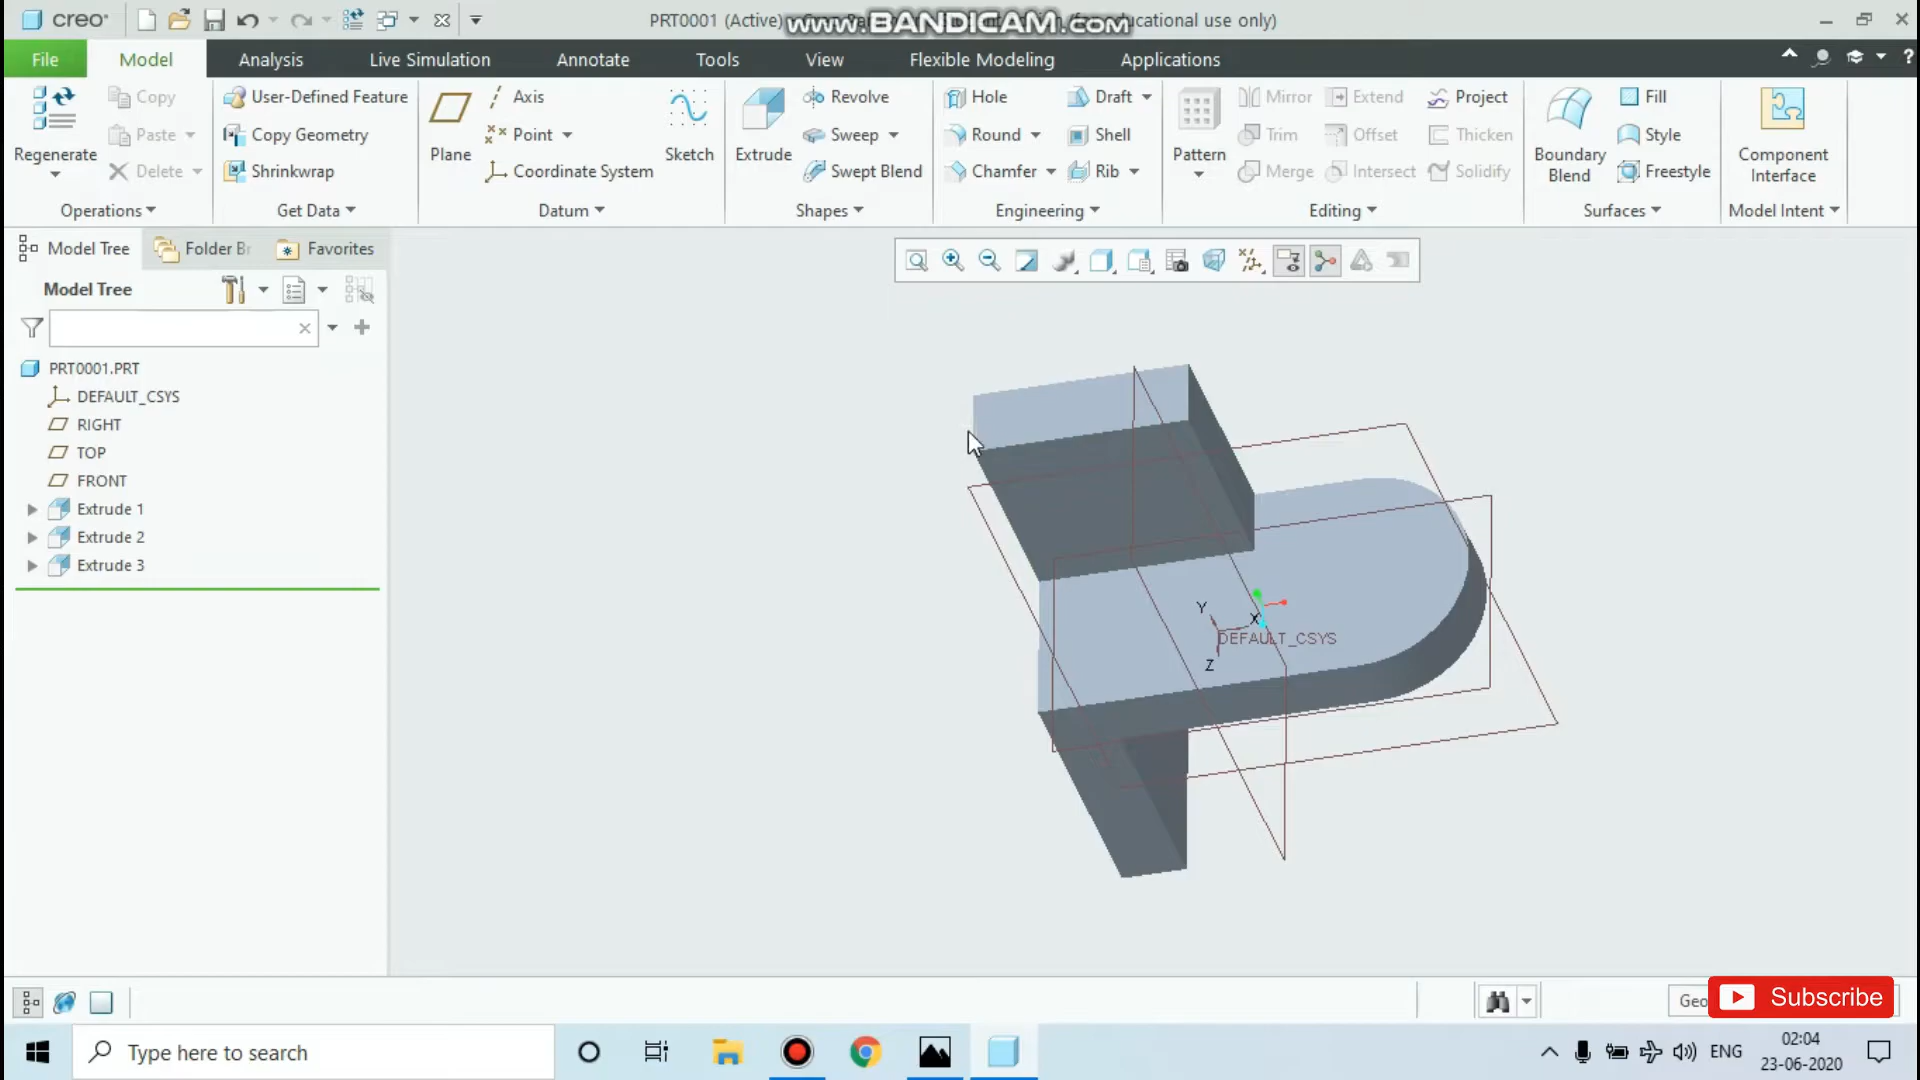 creo°
PRT0001 (Active) educational use only)
www.BANDICAM.com
File Model Analysis Live Simulation Annotate Tools View Flexible Modeling Applications
Regenerate
Copy
Paste
Delete
Operations
User-Defined Feature
Copy Geometry
Shrinkwrap
Get Data
Plane
Axis
Point
Coordinate System
Sketch
Datum
Extrude
Revolve
Sweep
Swept Blend
Shapes
Hole
Round
Chamfer
Draft
Shell
Rib
Engineering
Pattern
Mirror
Trim
Merge
Extend
Offset
Intersect
Project
Thicken
Solidify
Editing
Boundary
Blend
Fill
Style
Freestyle
Surfaces
Component
Interface
Model Intent
Model Tree Folder Br Favorites
Model Tree
PRT0001.PRT
DEFAULT_CSYS
RIGHT
TOP
FRONT
Extrude 1
Extrude 2
Extrude 3
Y
X
DEFAULT_CSYS
Z
Geo
Subscribe
Type here to search
ENG
02:04
23-06-2020